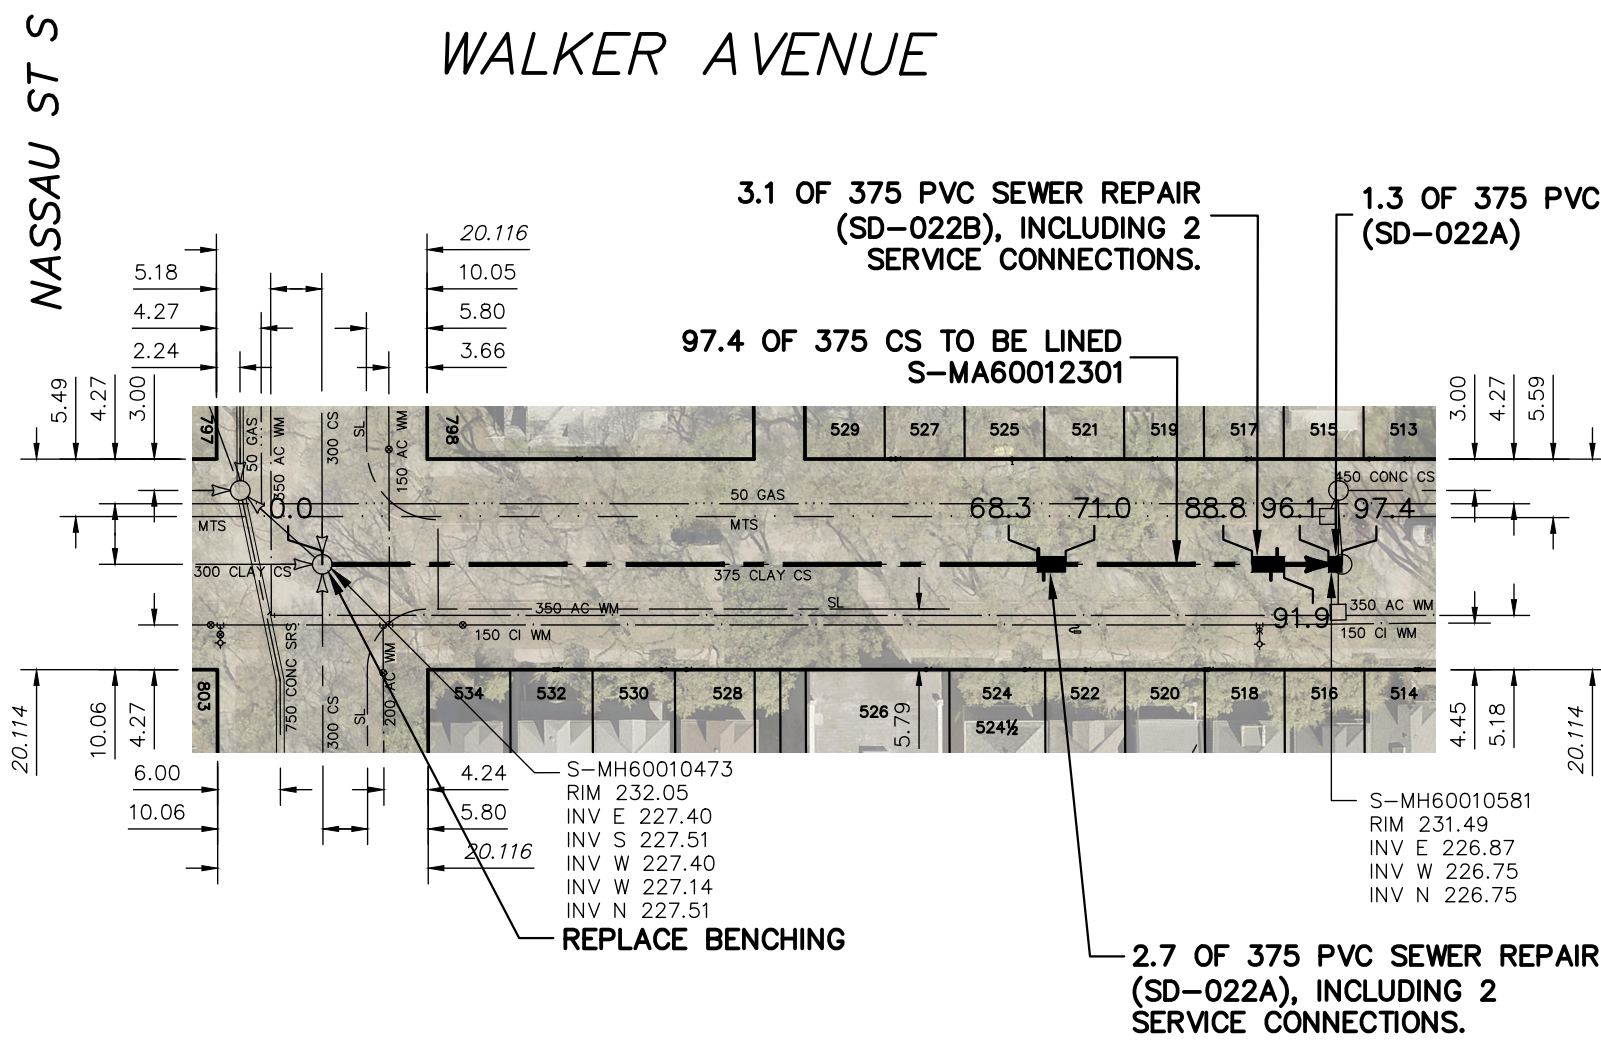 NASSAU ST S
WALKER AVENUE
3.1 OF 375 PVC SEWER REPAIR
(SD-022B), INCLUDING 2
SERVICE CONNECTIONS.
1.3 OF 375 PVC
(SD-022A)
97.4 OF 375 CS TO BE LINED
S-MA60012301
20.116
5.18
10.05
4.27
5.80
2.24
3.66
5.49
4.27
3.00
3.00
4.27
5.59
797
50 GAS
350 AC WM
300 CS
SL
150 AC WM
798
529
527
525
521
519
517
515
513
450 CONC CS
50 GAS
MTS
MTS
0.0
68.3
71.0
88.8
96.1
97.4
300 CLAY CS
375 CLAY CS
91.9
350 AC WM
SL
350 AC WM
150 CI WM
150 CI WM
803
750 CONC SRS
300 CS
SL
200 AC WM
534
532
530
528
526
5.79
524
524½
522
520
518
516
514
20.114
10.06
4.27
4.45
5.18
20.114
6.00
4.24
10.06
5.80
20.116
S-MH60010473
RIM 232.05
INV E 227.40
INV S 227.51
INV W 227.40
INV W 227.14
INV N 227.51
REPLACE BENCHING
S-MH60010581
RIM 231.49
INV E 226.87
INV W 226.75
INV N 226.75
2.7 OF 375 PVC SEWER REPAIR
(SD-022A), INCLUDING 2
SERVICE CONNECTIONS.